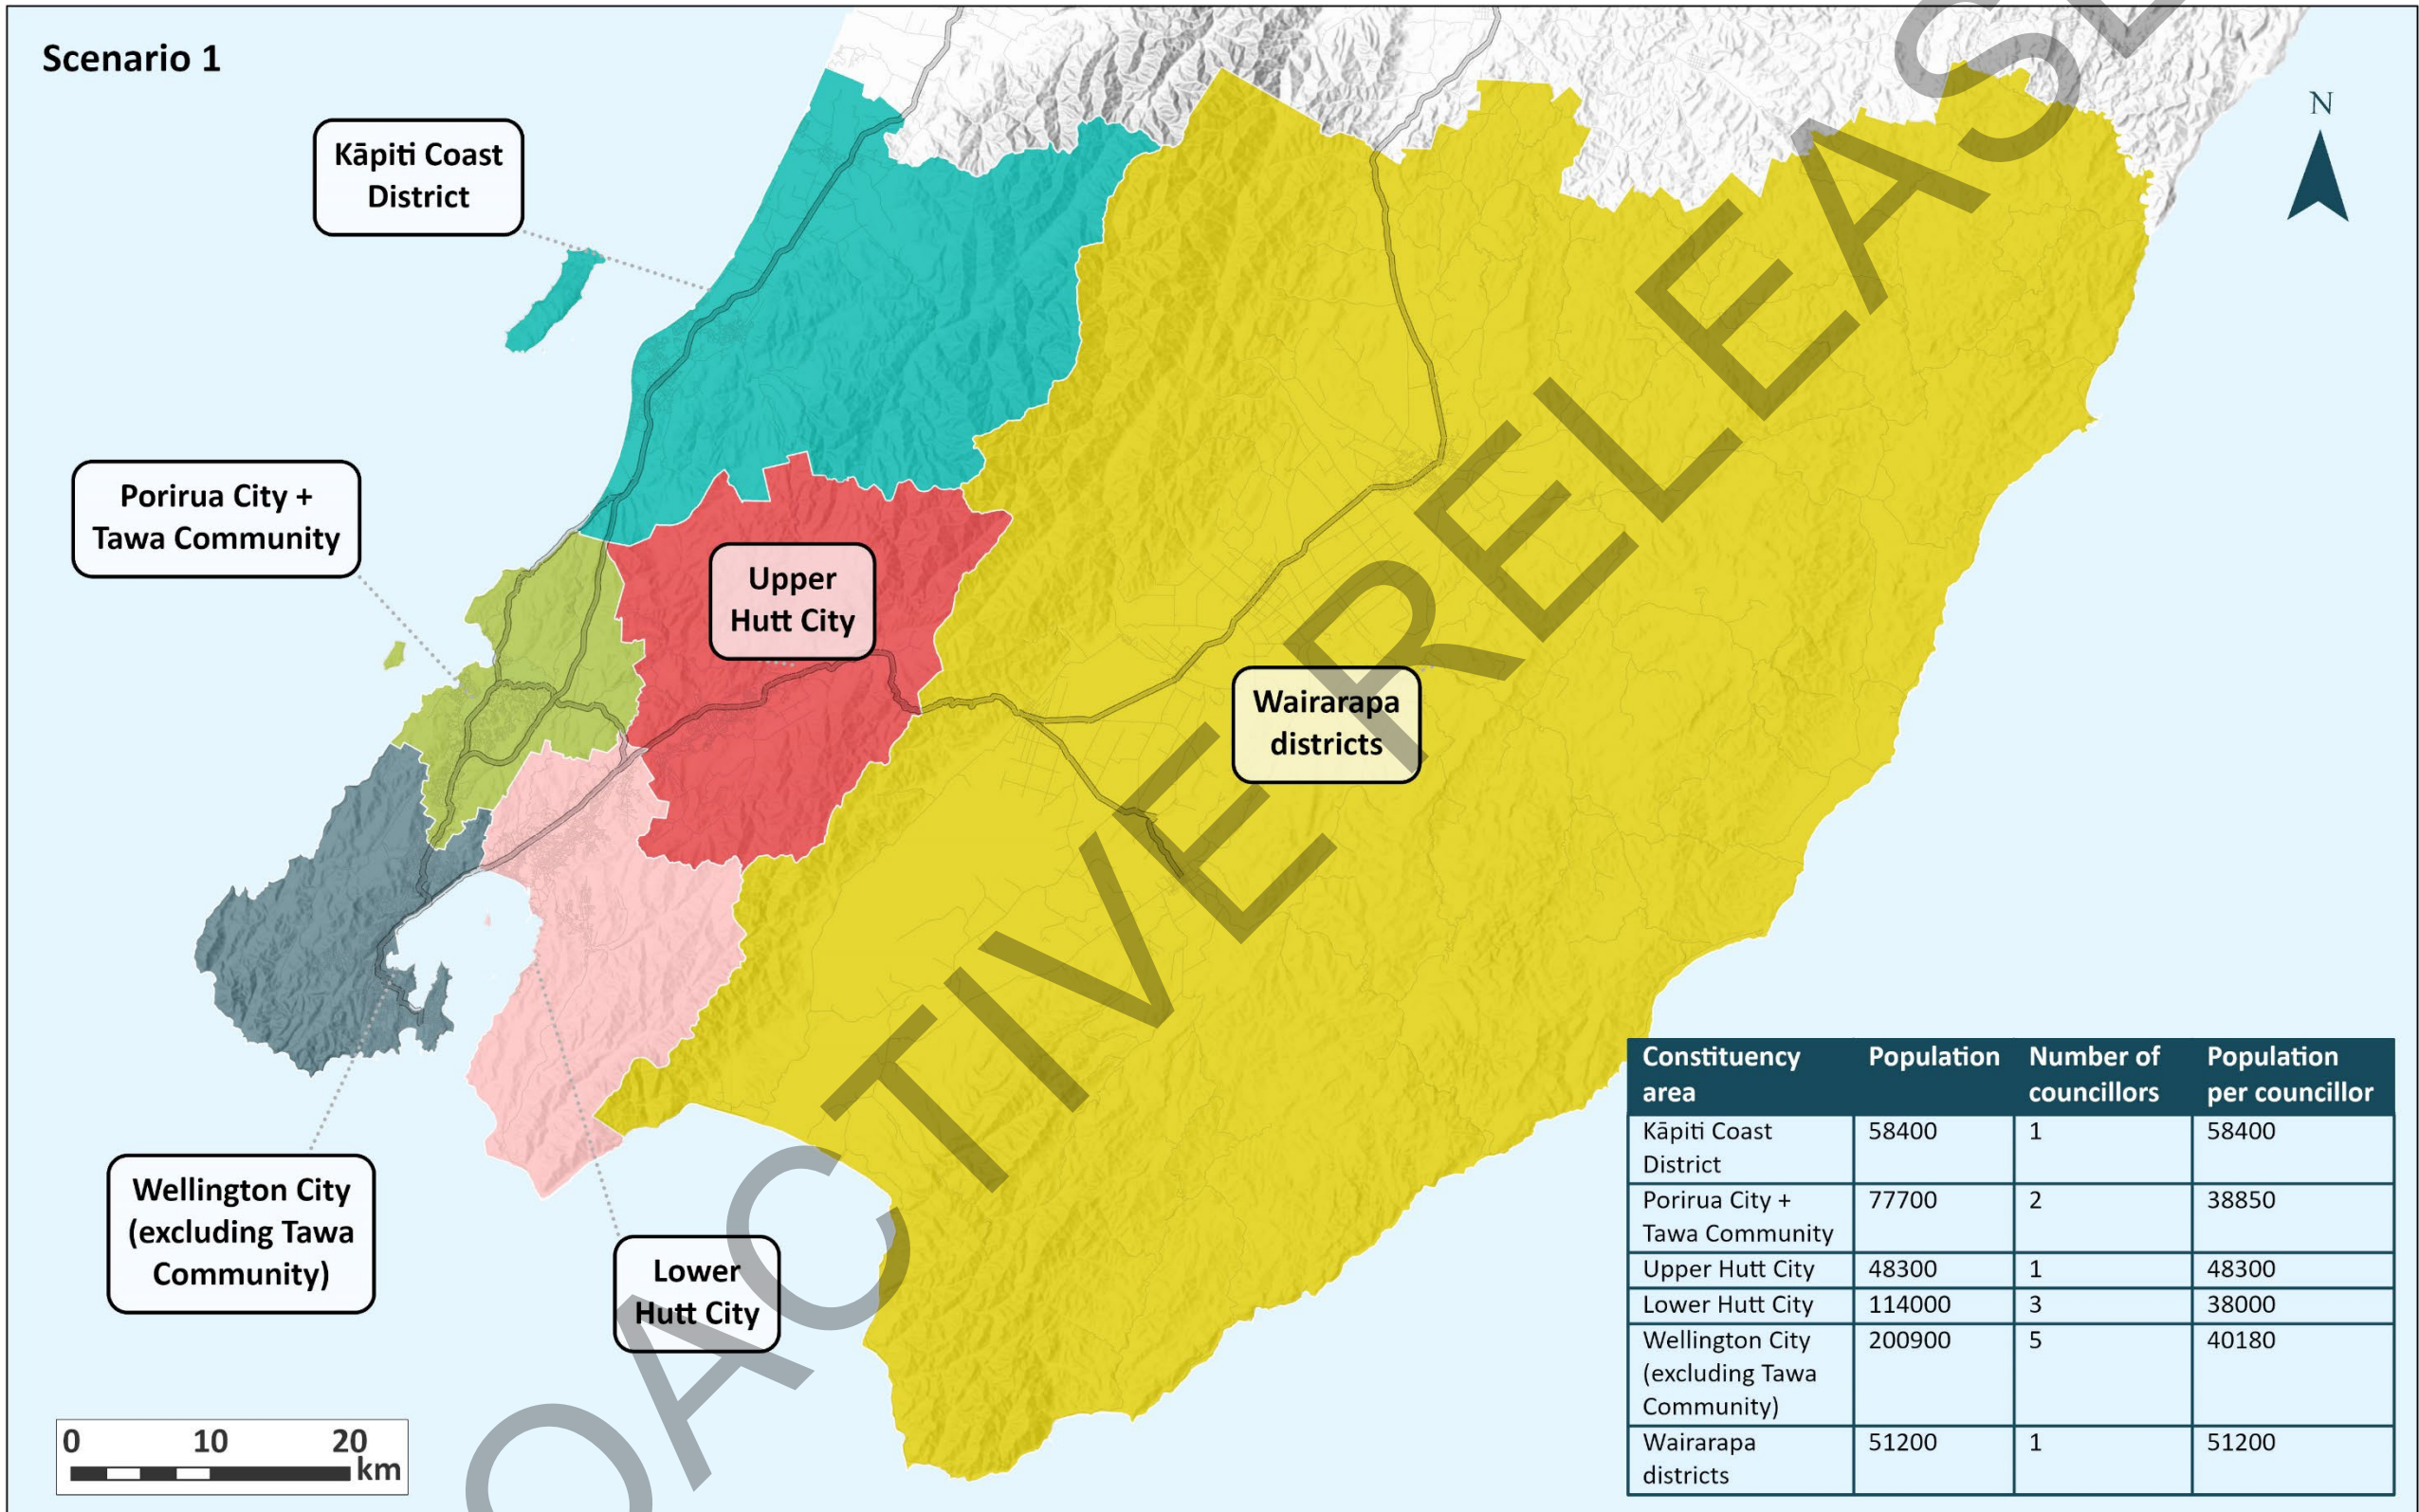 Scenario 1
N
Kāpiti Coast
District
Porirua City +
Tawa Community
Upper
Hutt City
Wairarapa
districts
Wellington City
(excluding Tawa
Community)
Lower
Hutt City
OACTIVE RELEASE
Constituency area | Population | Number of councillors | Population per councillor
Kāpiti Coast District | 58400 | 1 | 58400
Porirua City + Tawa Community | 77700 | 2 | 38850
Upper Hutt City | 48300 | 1 | 48300
Lower Hutt City | 114000 | 3 | 38000
Wellington City (excluding Tawa Community) | 200900 | 5 | 40180
Wairarapa districts | 51200 | 1 | 51200
0 10 20
km